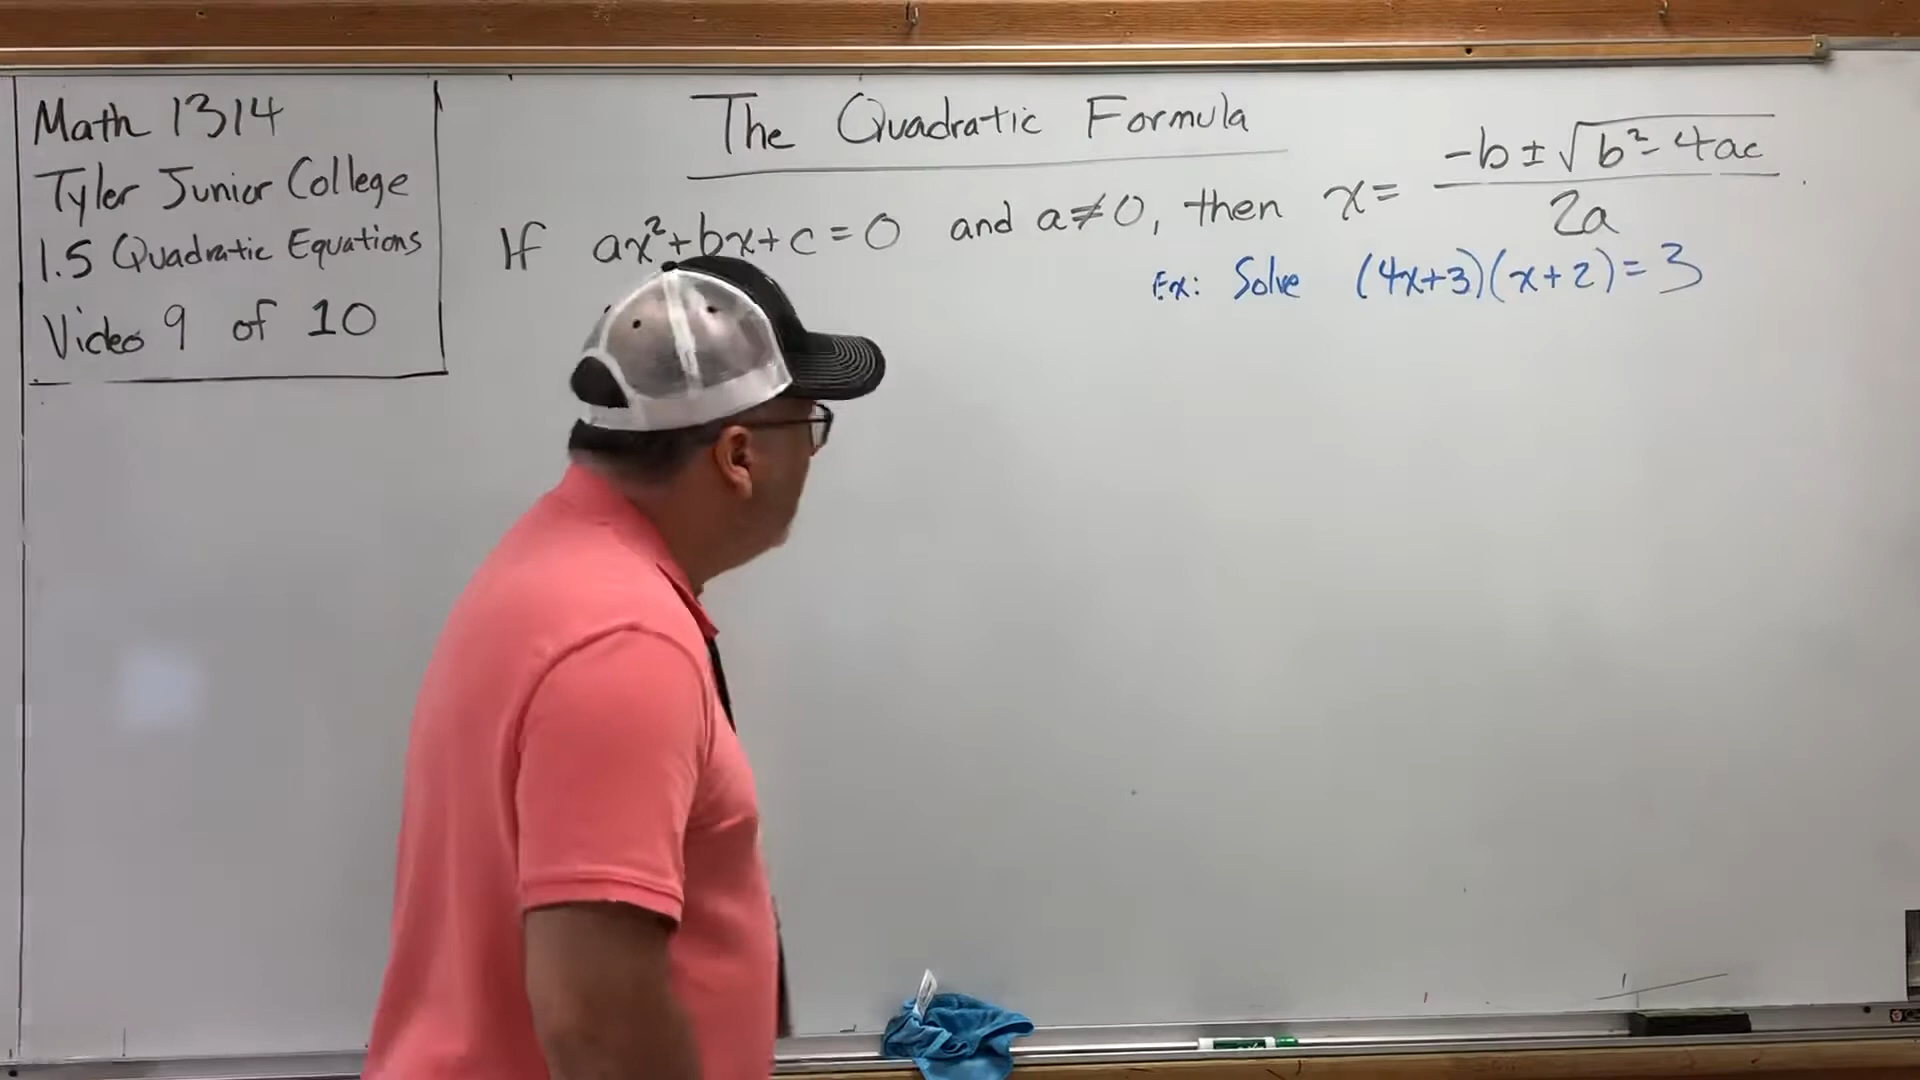 Math 1314
Tyler Junior College
1.5 Quadratic Equations
Video 9 of 10
The Quadratic Formula
If ax²+bx+c=0 and a≠0, then x= (-b±√(b²-4ac))/(2a).
Ex: Solve (4x+3)(x+2)=3